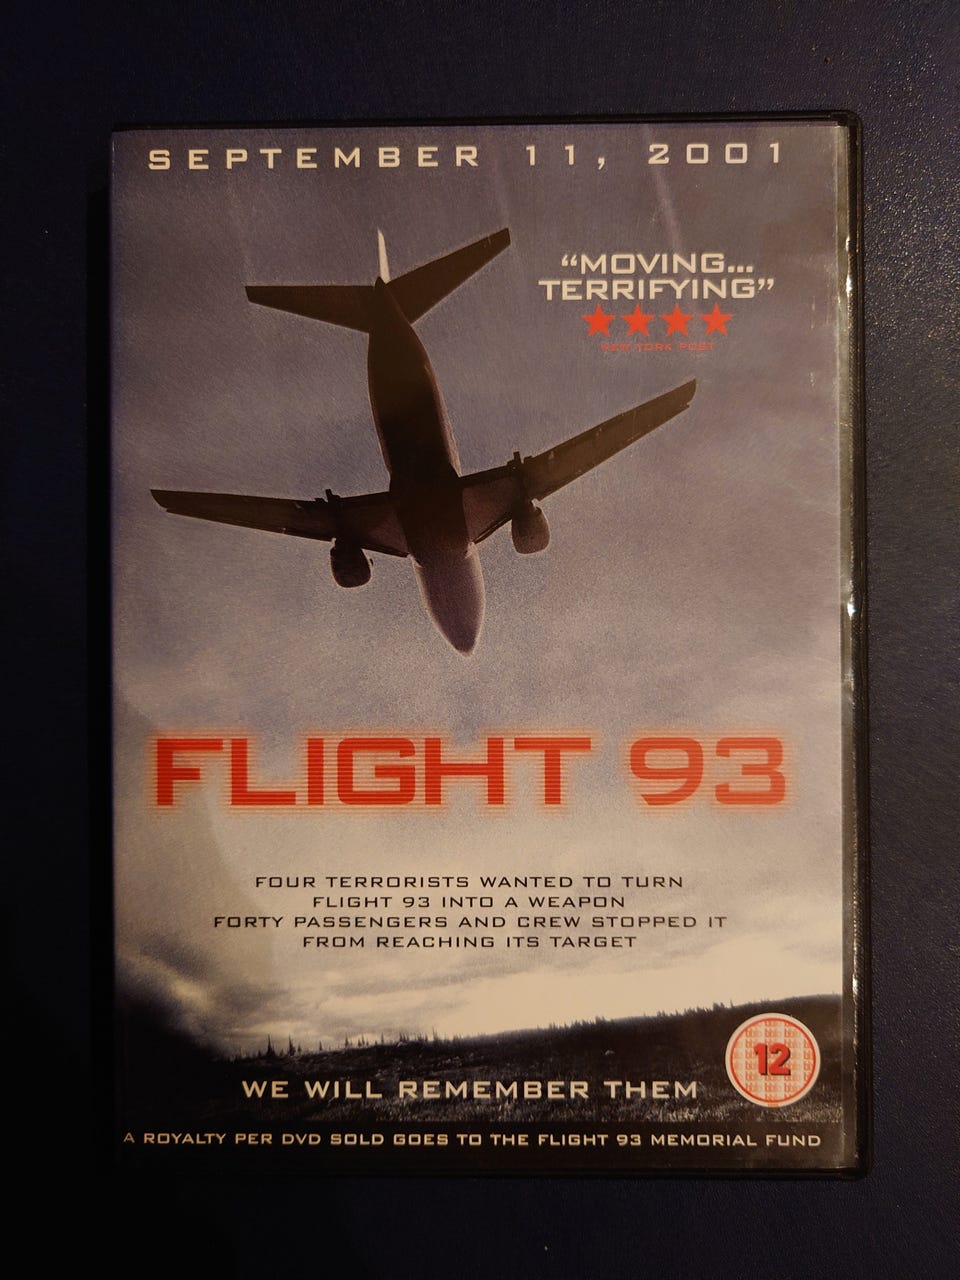 SEPTEMBER 11, 2001
“MOVING...
TERRIFYING”
NEW YORK POST
FLIGHT 93
FOUR TERRORISTS WANTED TO TURN
FLIGHT 93 INTO A WEAPON
FORTY PASSENGERS AND CREW STOPPED IT
FROM REACHING ITS TARGET
12
WE WILL REMEMBER THEM
A ROYALTY PER DVD SOLD GOES TO THE FLIGHT 93 MEMORIAL FUND